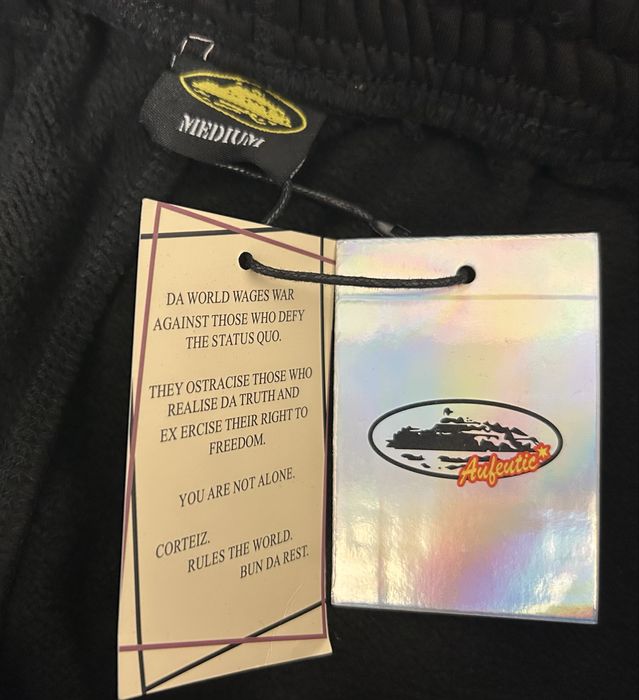 MEDIUM
DA WORLD WAGES WAR
AGAINST THOSE WHO DEFY
THE STATUS QUO.
THEY OSTRACISE THOSE WHO
REALISE DA TRUTH AND
EX ERCISE THEIR RIGHT TO
FREEDOM.
YOU ARE NOT ALONE.
CORTEIZ.
RULES THE WORLD.
BUN DA REST.
Aufeutic